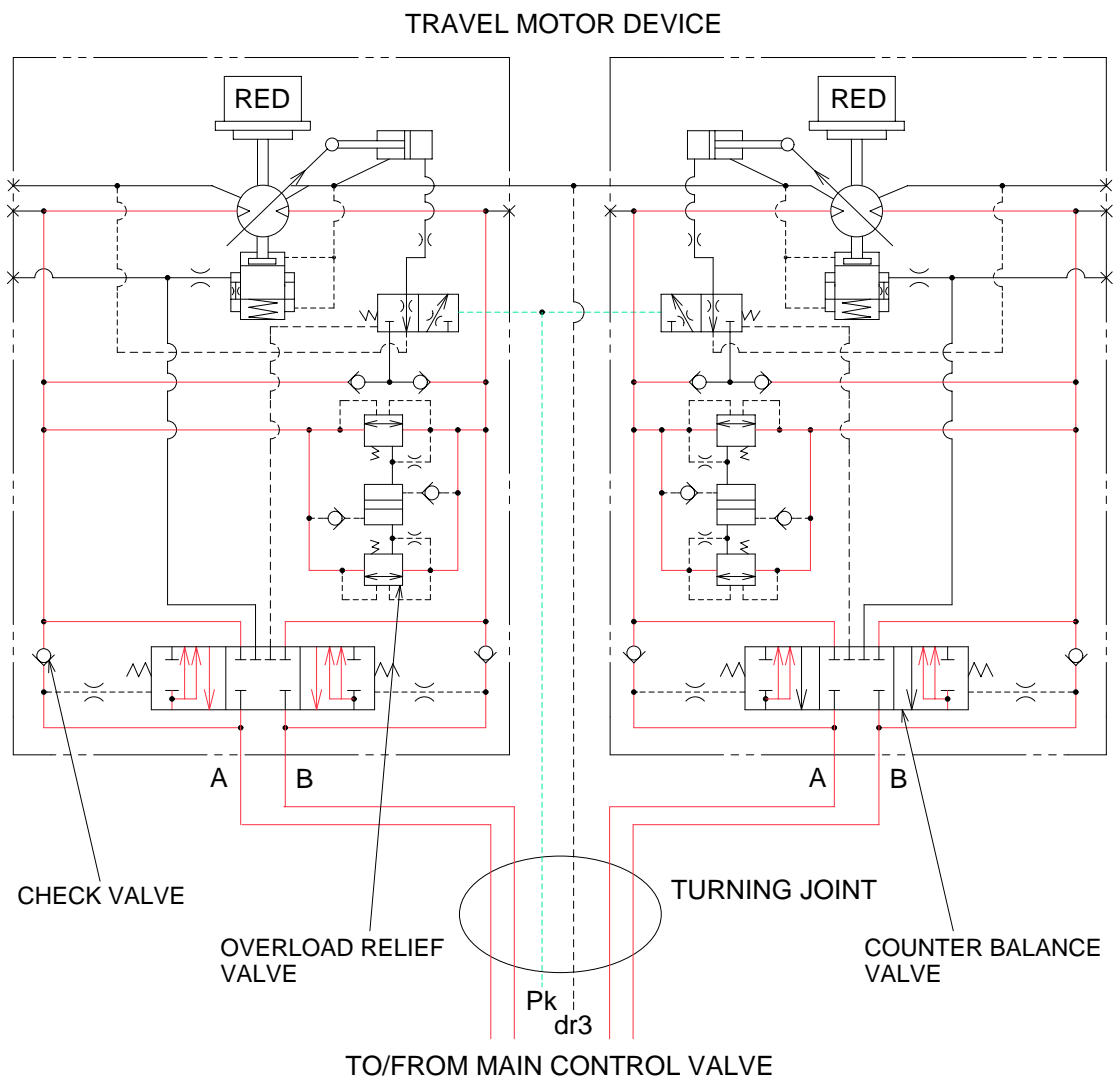 TRAVEL MOTOR DEVICE
RED
RED
A
B
A
B
CHECK VALVE
TURNING JOINT
OVERLOAD RELIEF
VALVE
COUNTER BALANCE
VALVE
Pk
dr3
TO/FROM MAIN CONTROL VALVE